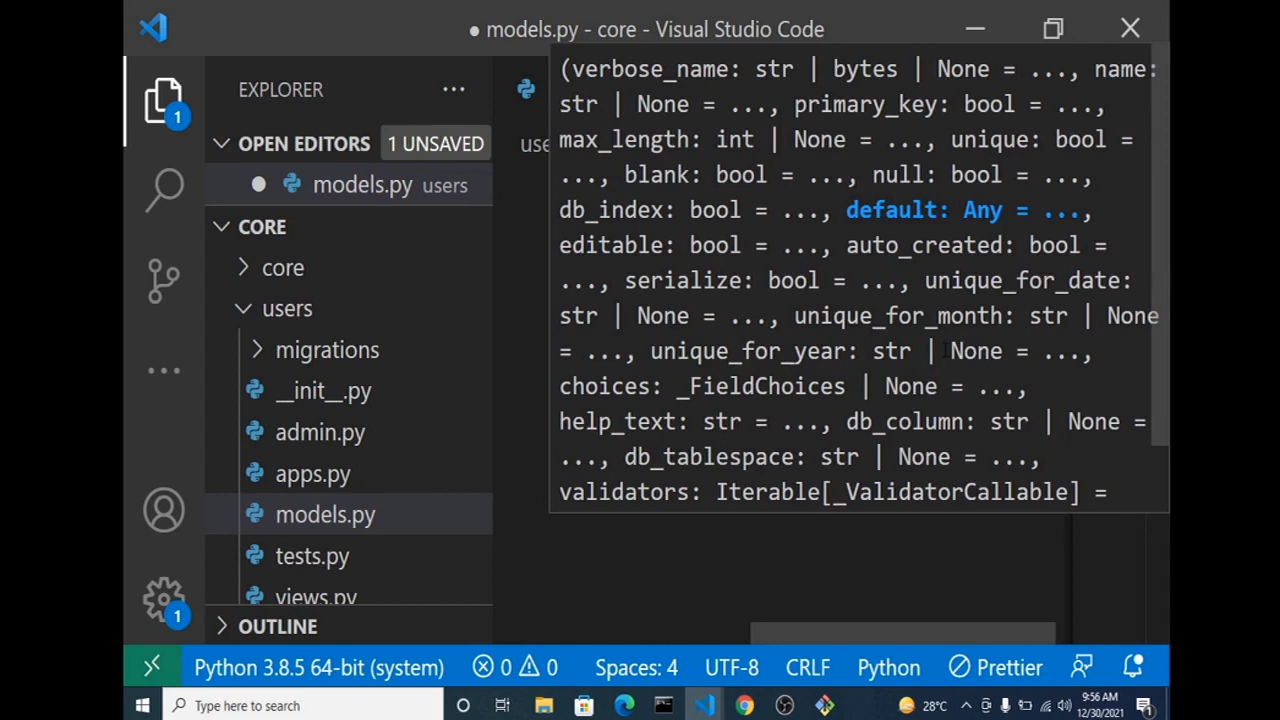 ● models.py - core - Visual Studio Code
EXPLORER
OPEN EDITORS 1 UNSAVED
models.py users
CORE
core
users
migrations
__init__.py
admin.py
apps.py
models.py
tests.py
views.py
OUTLINE
use
(verbose_name: str | bytes | None = ..., name:
str | None = ..., primary_key: bool = ...,
max_length: int | None = ..., unique: bool =
..., blank: bool = ..., null: bool = ...,
db_index: bool = ..., default: Any = ...,
editable: bool = ..., auto_created: bool =
..., serialize: bool = ..., unique_for_date:
str | None = ..., unique_for_month: str | None
= ..., unique_for_year: str | None = ...,
choices: _FieldChoices | None = ...,
help_text: str = ..., db_column: str | None =
..., db_tablespace: str | None = ...,
validators: Iterable[_ValidatorCallable] =
1
1
Python 3.8.5 64-bit (system) 0 0 Spaces: 4 UTF-8 CRLF Python Prettier
Type here to search
28°C
9:56 AM
12/30/2021
1